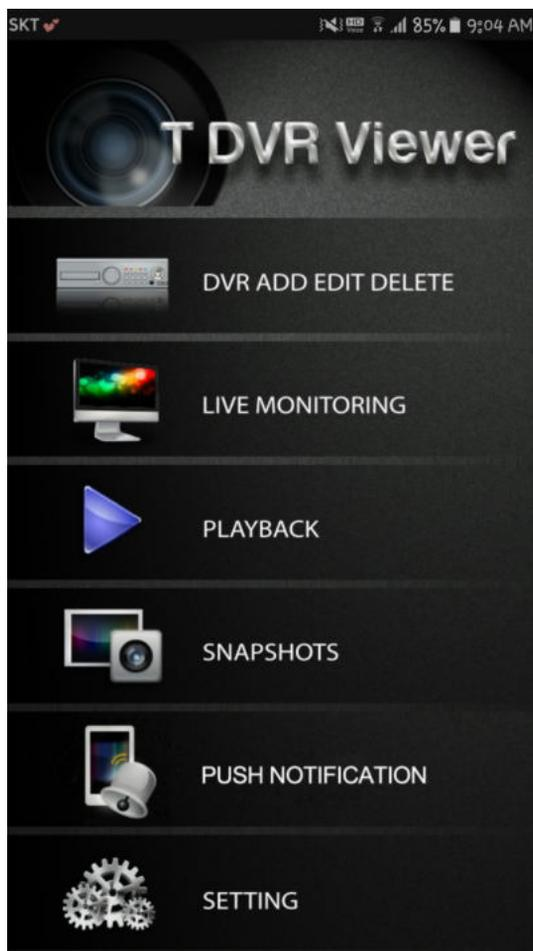 SKT 85% 9:04 AM
T DVR Viewer
DVR ADD EDIT DELETE
LIVE MONITORING
PLAYBACK
SNAPSHOTS
PUSH NOTIFICATION
SETTING